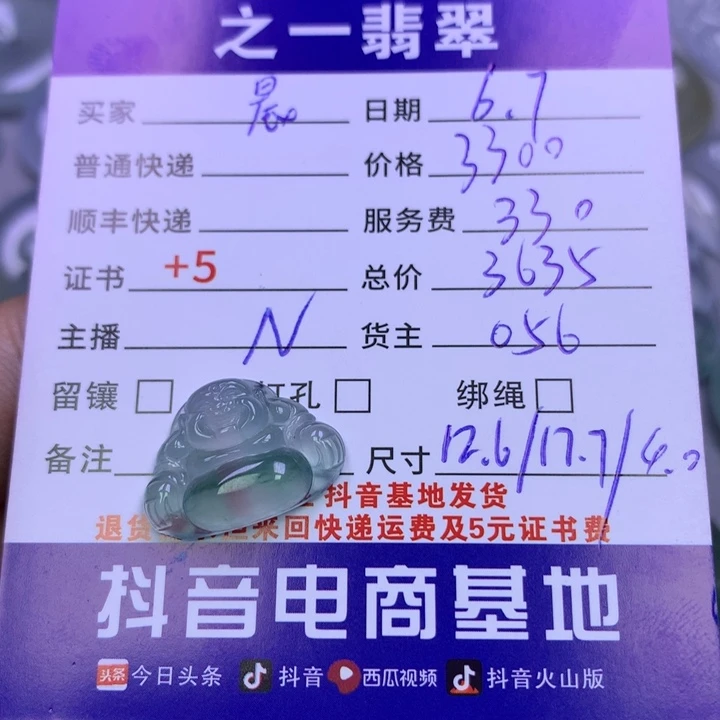 之一翡翠
买家 晨 日期 6.7
普通快递 价格 3300
顺丰快递 服务费 330
证书 +5 总价 3635
主播 N 货主 056
留镶 孔 绑绳
备注 尺寸 12.6/17.7/4.0
抖音基地发货
退货 来回快递运费及5元证书费
抖音电商基地
头条 今日头条 抖音 西瓜视频 抖音火山版